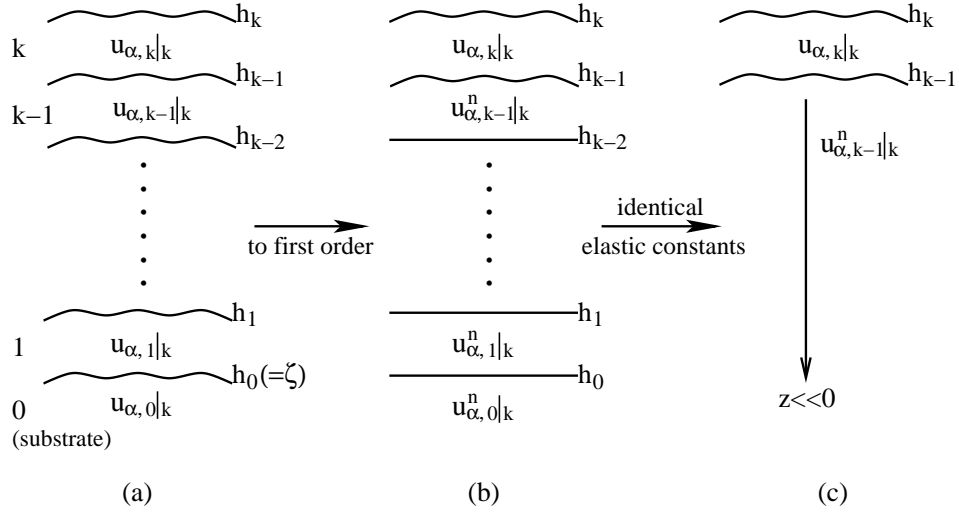 h_k
k u_{α,k}|_k
h_{k−1}
k−1 u_{α,k−1}|_k
h_{k−2}
h_1
1 u_{α,1}|_k
h_0(=ζ)
0 u_{α,0}|_k
(substrate)
(a)
to first order
h_k
u_{α,k}|_k
h_{k−1}
u^n_{α,k−1}|_k
h_{k−2}
h_1
u^n_{α,1}|_k
h_0
u^n_{α,0}|_k
(b)
identical
elastic constants
h_k
u_{α,k}|_k
h_{k−1}
u^n_{α,k−1}|_k
z<<0
(c)